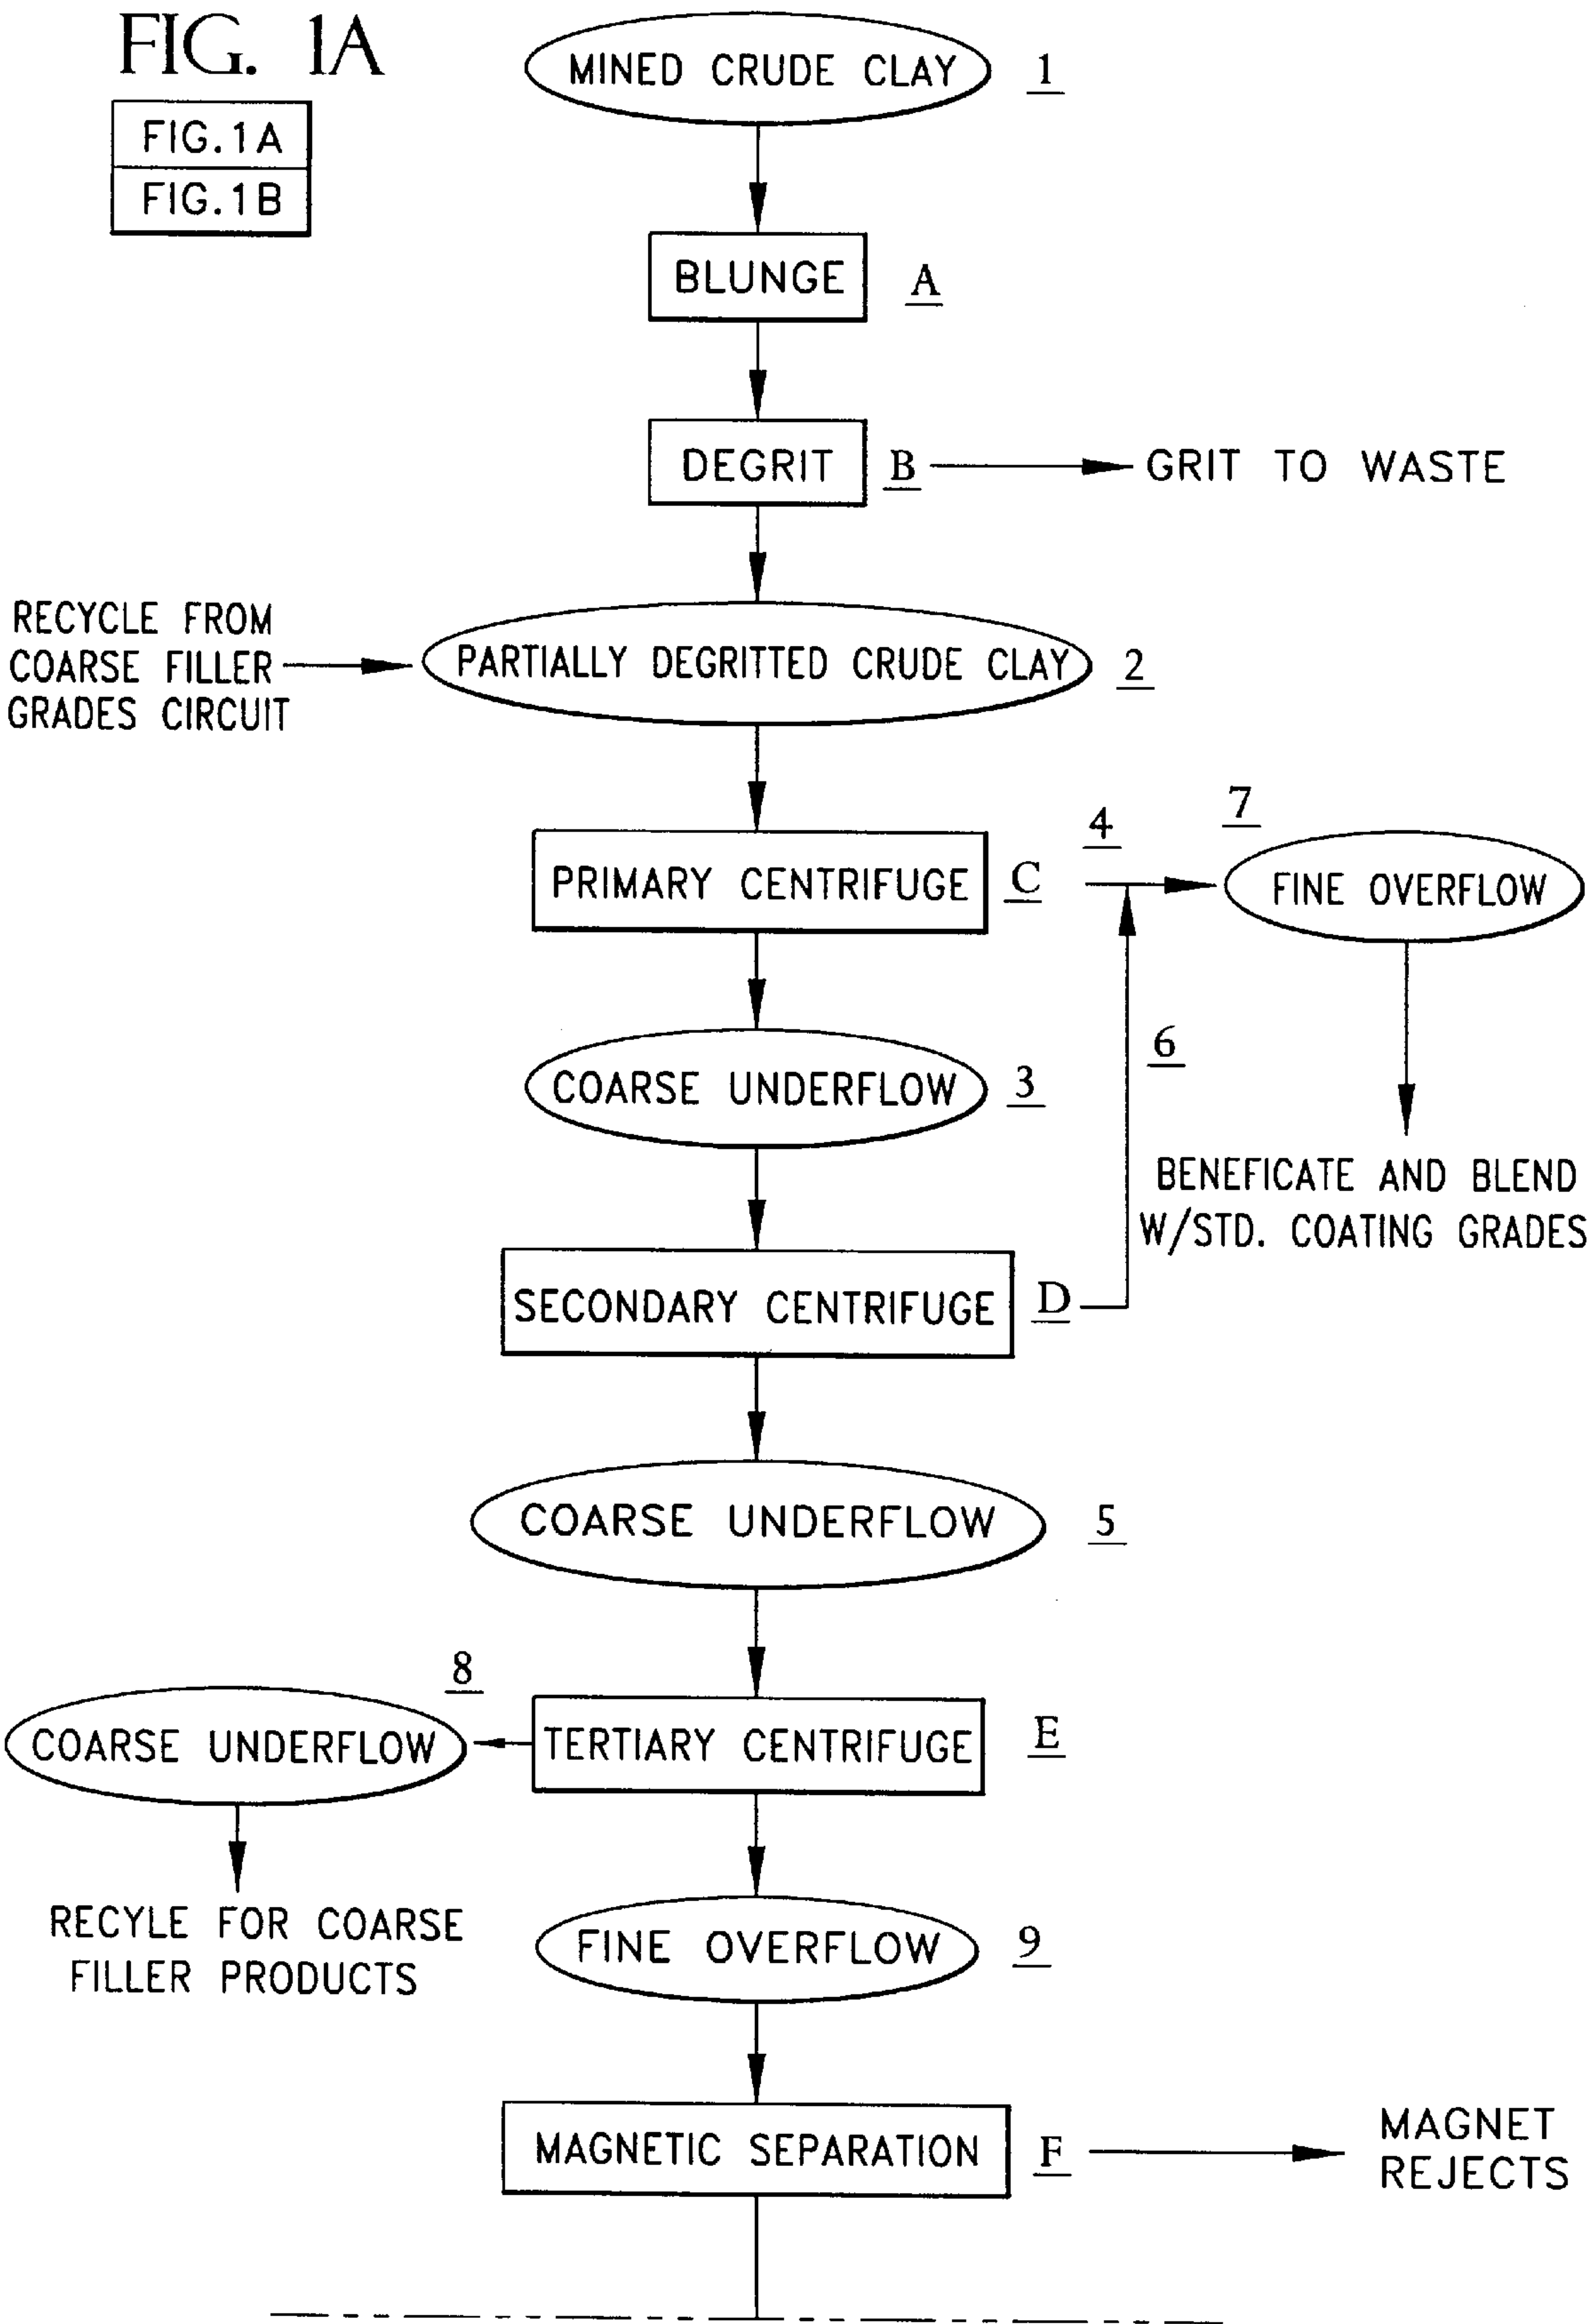 FIG. 1A
FIG.1A
FIG.1B
MINED CRUDE CLAY 1
BLUNGE A
DEGRIT B GRIT TO WASTE
RECYCLE FROM
COARSE FILLER
GRADES CIRCUIT
PARTIALLY DEGRITTED CRUDE CLAY 2
PRIMARY CENTRIFUGE C
4
7
FINE OVERFLOW
COARSE UNDERFLOW 3
6
BENEFICATE AND BLEND
W/STD. COATING GRADES
SECONDARY CENTRIFUGE D
COARSE UNDERFLOW 5
8
COARSE UNDERFLOW
TERTIARY CENTRIFUGE E
RECYLE FOR COARSE
FILLER PRODUCTS
FINE OVERFLOW 9
MAGNETIC SEPARATION F
MAGNET
REJECTS